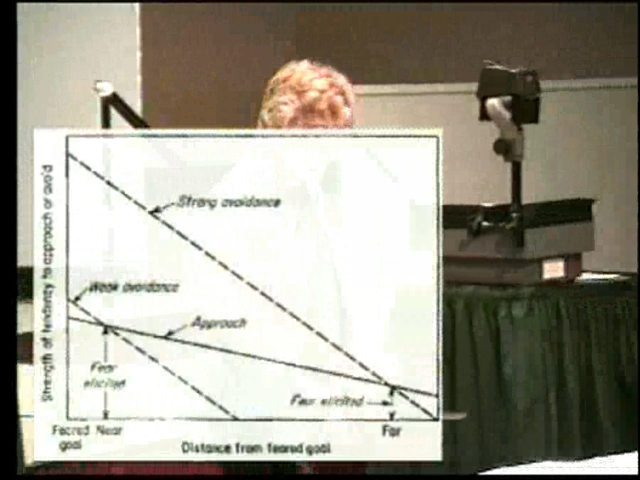 Strength of tendency to approach or avoid
Strong avoidance
Weak avoidance
Approach
Fear
elicited
Fear elicited
Feared Near
goal
Far
Distance from feared goal